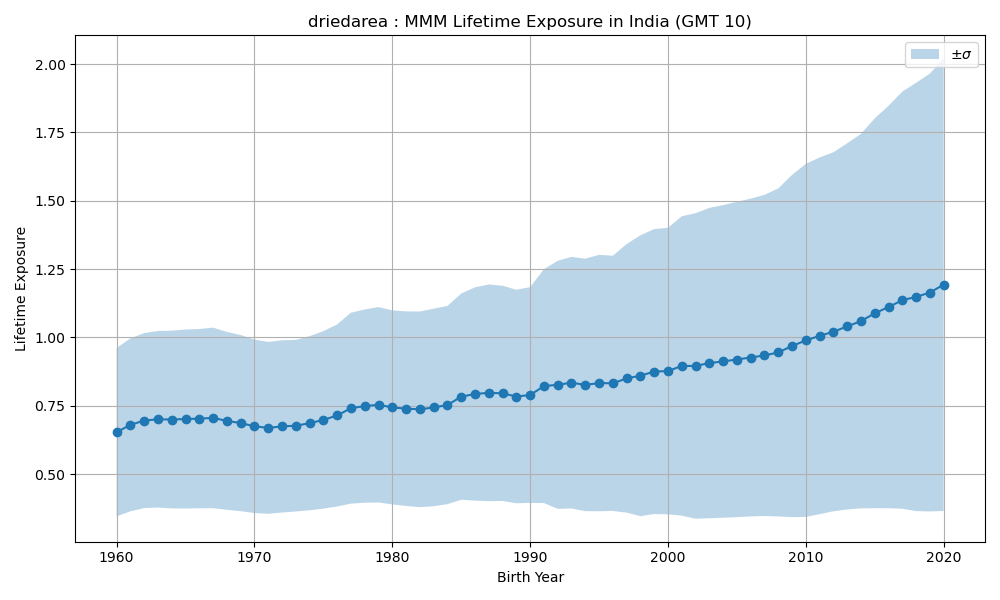 driedarea : MMM Lifetime Exposure in India (GMT 10)
±σ
2.00
1.75
1.50
1.25
1.00
0.75
0.50
Lifetime Exposure
1960 1970 1980 1990 2000 2010 2020
Birth Year